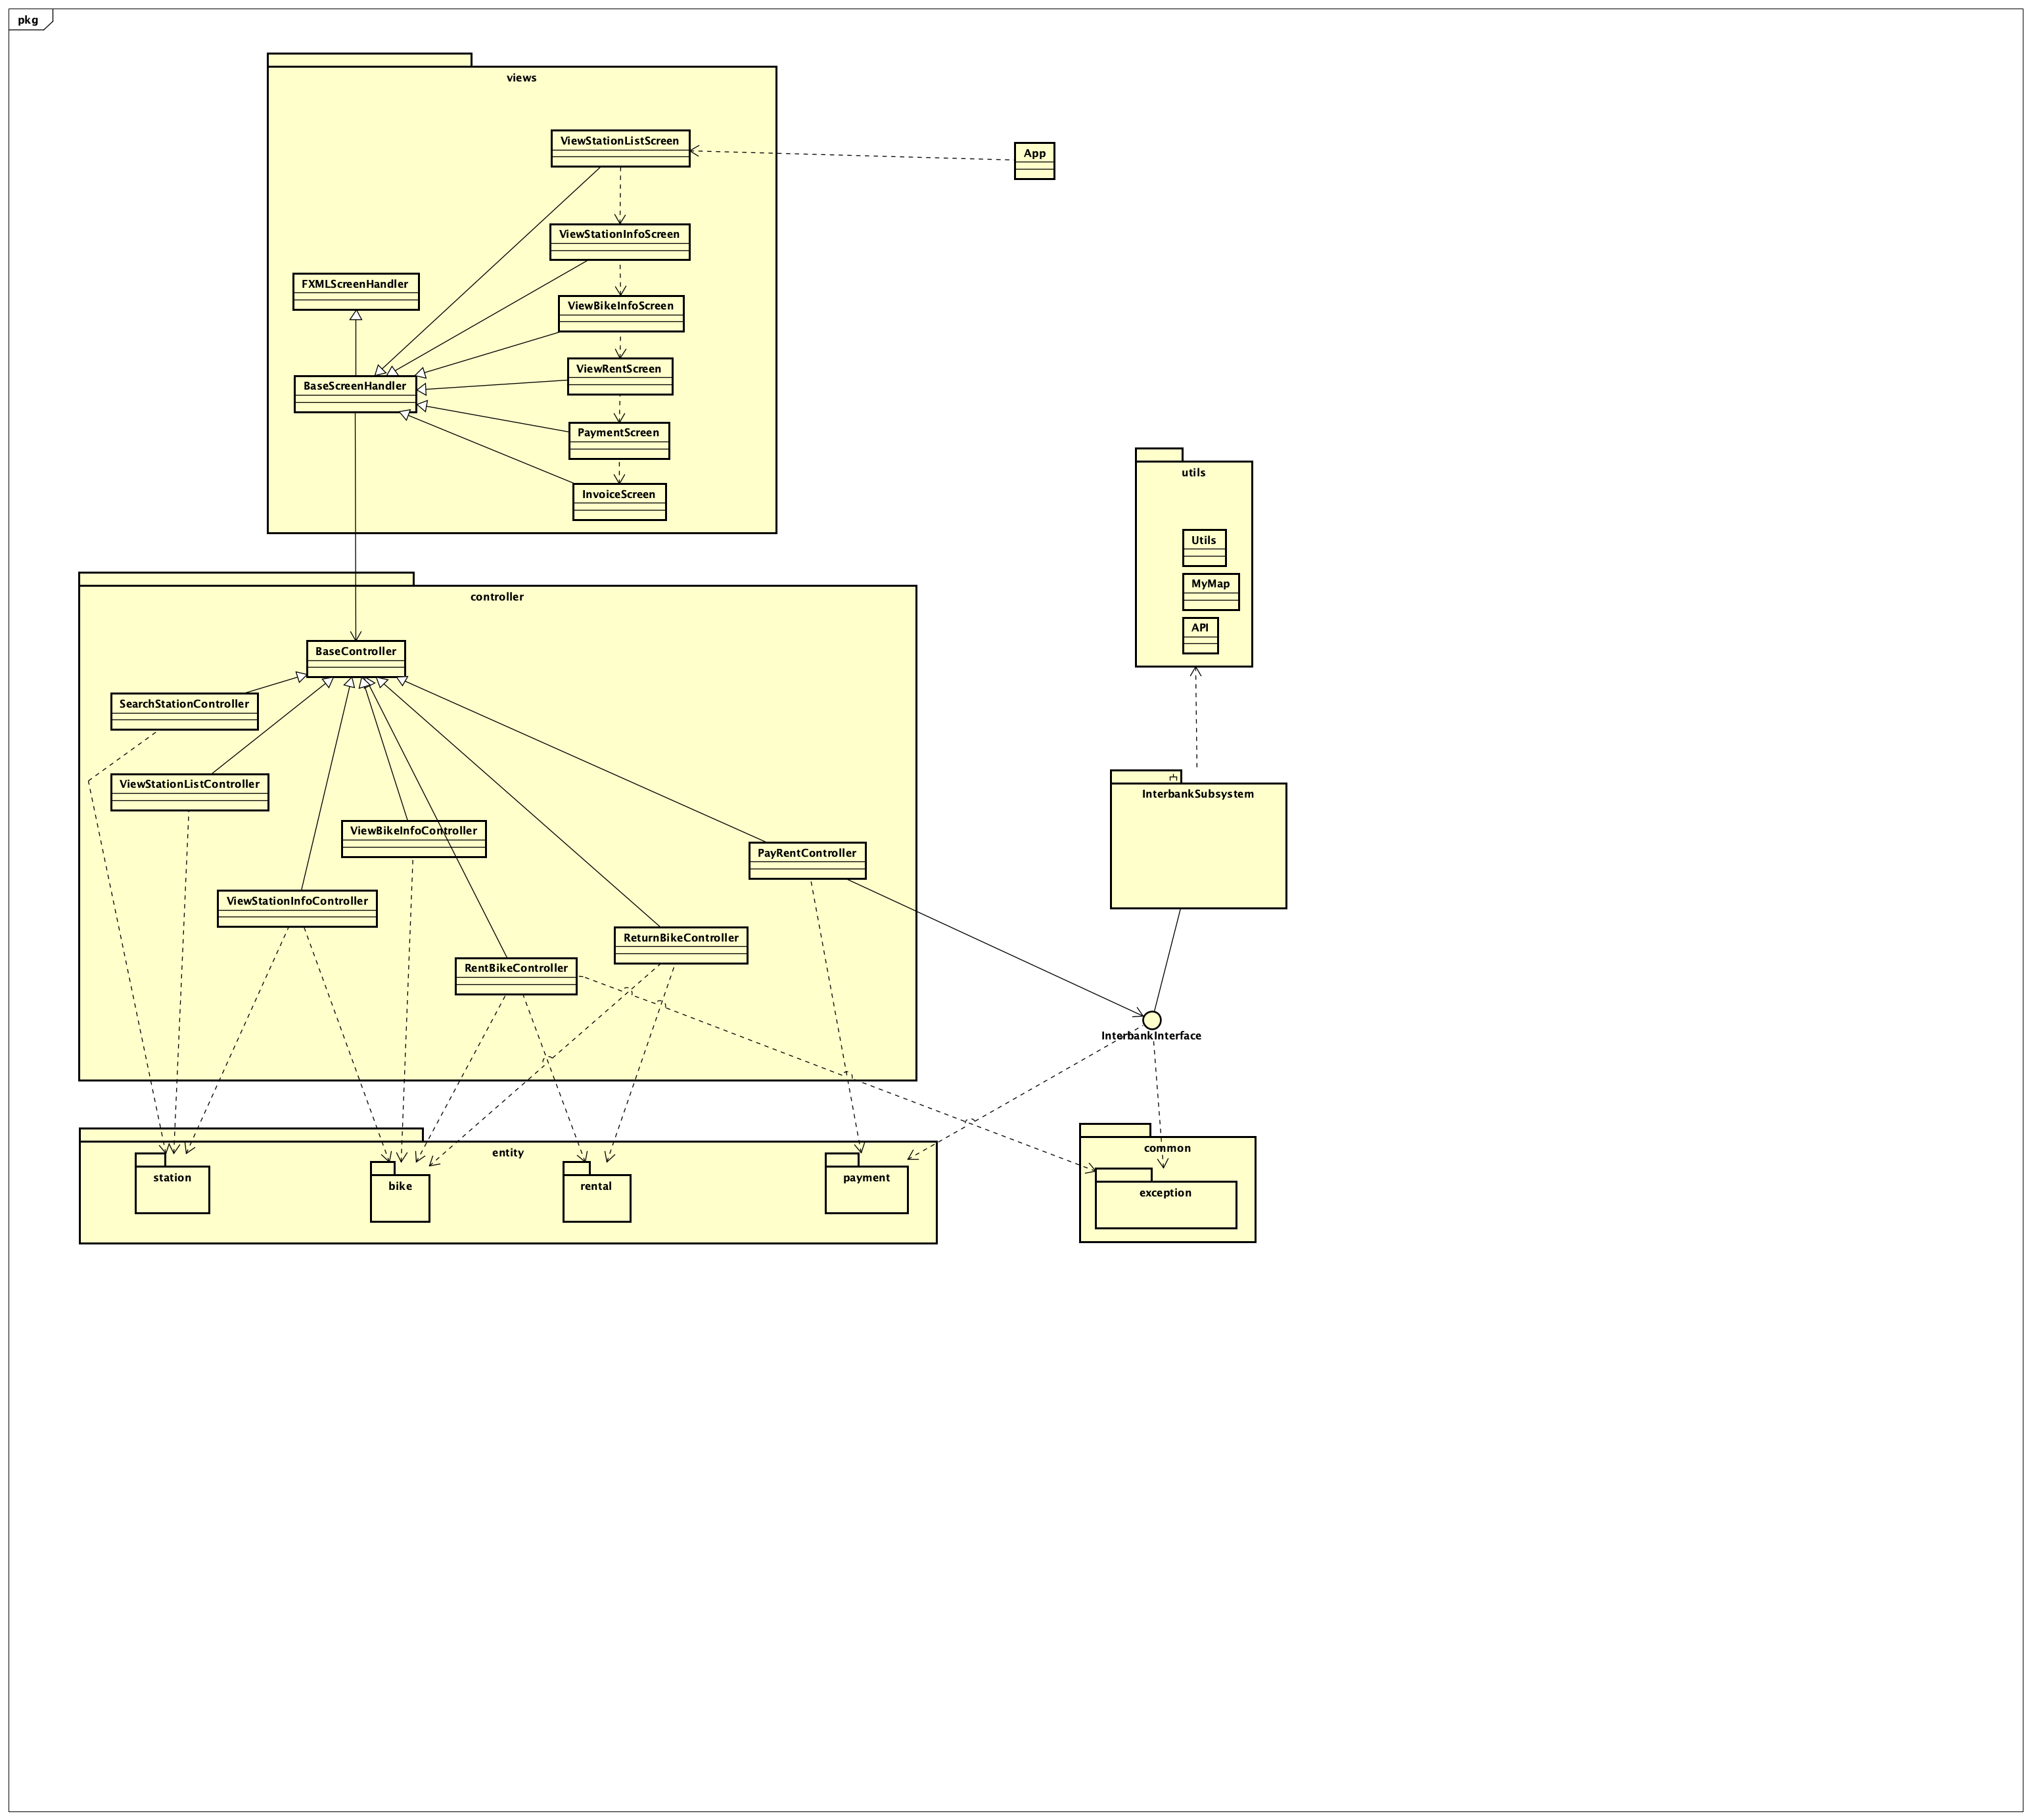 pkg
views
ViewStationListScreen
App
ViewStationInfoScreen
FXMLScreenHandler
ViewBikeInfoScreen
ViewRentScreen
BaseScreenHandler
PaymentScreen
InvoiceScreen
utils
Utils
MyMap
API
controller
BaseController
SearchStationController
ViewStationListController
ViewBikeInfoController
PayRentController
ViewStationInfoController
ReturnBikeController
RentBikeController
InterbankSubsystem
InterbankInterface
entity
station
bike
rental
payment
common
exception